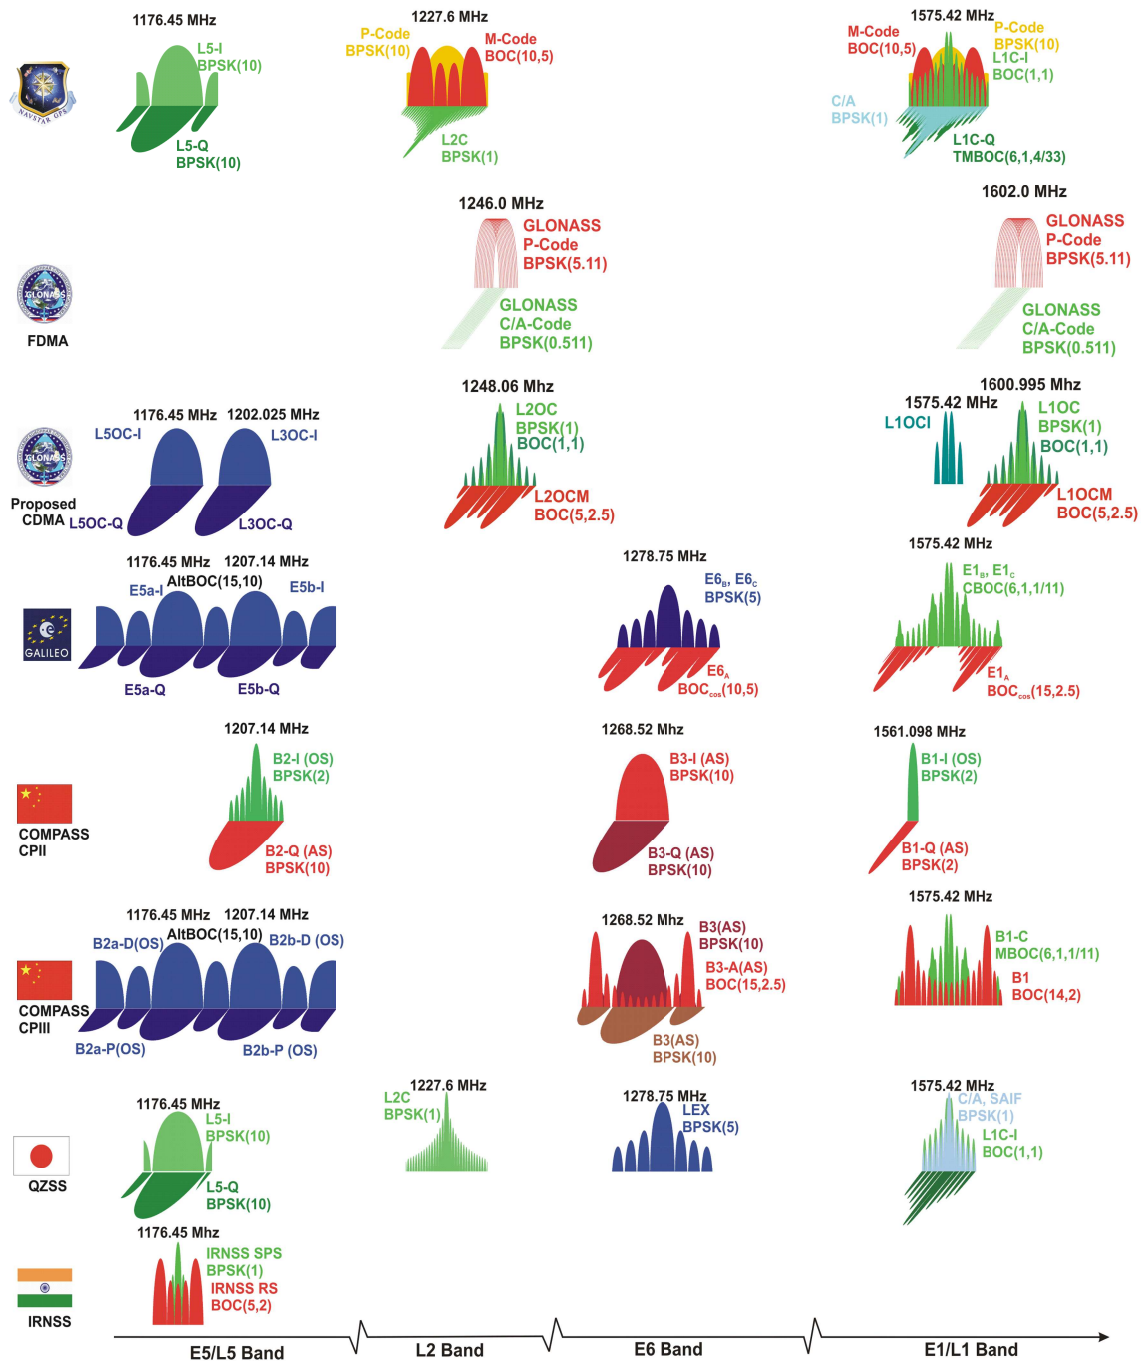 1176.45 MHz
L5-I
BPSK(10)
L5-Q
BPSK(10)
1227.6 MHz
P-Code
BPSK(10)
M-Code
BOC(10,5)
L2C
BPSK(1)
1575.42 MHz
M-Code
BOC(10,5)
P-Code
BPSK(10)
L1C-I
BOC(1,1)
C/A
BPSK(1)
L1C-Q
TMBOC(6,1,4/33)
NAVSTAR GPS
1246.0 MHz
GLONASS
P-Code
BPSK(5.11)
GLONASS
C/A-Code
BPSK(0.511)
1602.0 MHz
GLONASS
P-Code
BPSK(5.11)
GLONASS
C/A-Code
BPSK(0.511)
GLONASS
FDMA
1176.45 MHz
1202.025 MHz
L5OC-I
L3OC-I
L5OC-Q
L3OC-Q
1248.06 Mhz
L2OC
BPSK(1)
BOC(1,1)
L2OCM
BOC(5,2.5)
1575.42 MHz
L1OCI
1600.995 Mhz
L1OC
BPSK(1)
BOC(1,1)
L1OCM
BOC(5,2.5)
GLONASS
Proposed
CDMA
1176.45 MHz
1207.14 MHz
AltBOC(15,10)
E5a-I
E5b-I
E5a-Q
E5b-Q
1278.75 MHz
E6B, E6C
BPSK(5)
E6A
BOCcos(10,5)
1575.42 MHz
E1B, E1C
CBOC(6,1,1/11)
E1A
BOCcos(15,2.5)
GALILEO
1207.14 MHz
B2-I (OS)
BPSK(2)
B2-Q (AS)
BPSK(10)
1268.52 MHz
B3-I (AS)
BPSK(10)
B3-Q (AS)
BPSK(10)
1561.098 MHz
B1-I (OS)
BPSK(2)
B1-Q (AS)
BPSK(2)
COMPASS
CPII
1176.45 MHz
1207.14 MHz
AltBOC(15,10)
B2a-D(OS)
B2b-D (OS)
B2a-P(OS)
B2b-P (OS)
1268.52 Mhz
B3(AS)
BPSK(10)
B3-A(AS)
BOC(15,2.5)
B3(AS)
BPSK(10)
1575.42 MHz
B1-C
MBOC(6,1,1/11)
B1
BOC(14,2)
COMPASS
CPIII
1176.45 MHz
L5-I
BPSK(10)
L5-Q
BPSK(10)
1227.6 MHz
L2C
BPSK(1)
1278.75 MHz
LEX
BPSK(5)
1575.42 MHz
C/A, SAIF
BPSK(1)
L1C-I
BOC(1,1)
QZSS
1176.45 Mhz
IRNSS SPS
BPSK(1)
IRNSS RS
BOC(5,2)
IRNSS
E5/L5 Band
L2 Band
E6 Band
E1/L1 Band